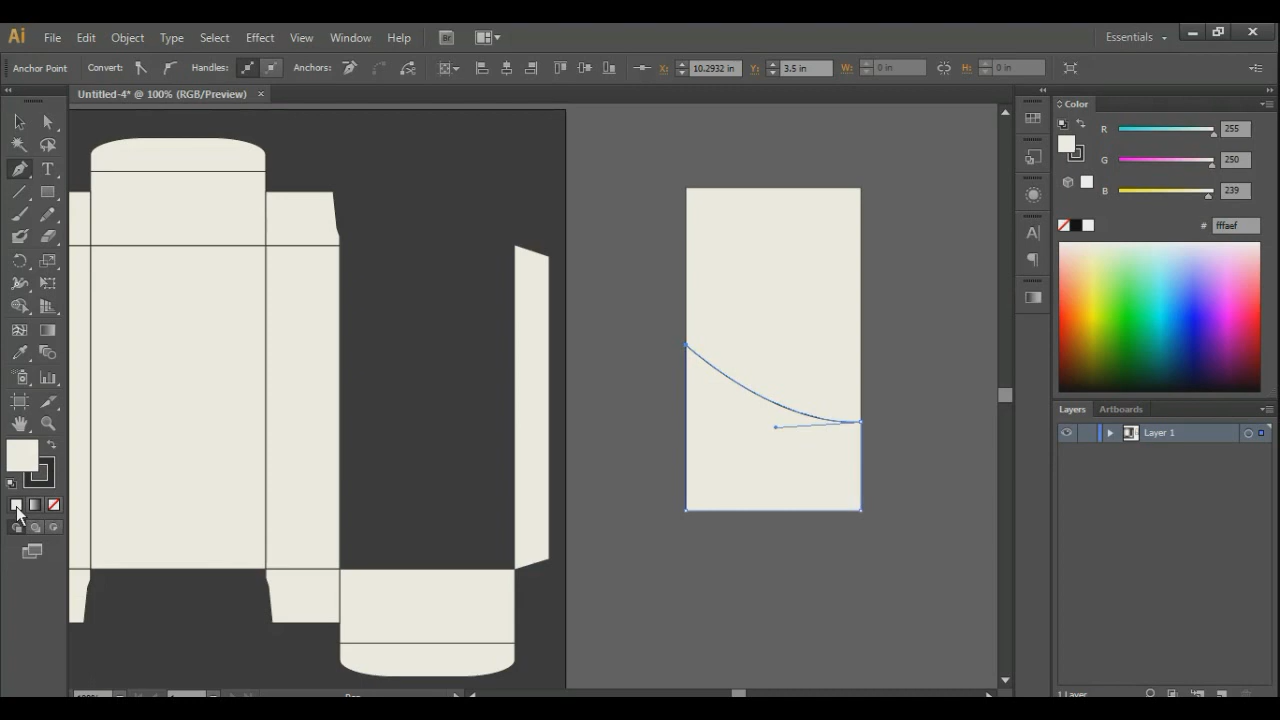 Ai File Edit Object Type Select Effect View Window Help Br Essentials
Anchor Point Convert: Handles: Anchors: X: 10.2932 in Y: 3.5 in W: 0 in H: 0 in
Untitled-4* @ 100% (RGB/Preview) ×
Color
R 255
G 250
B 239
# fffaef
Layers Artboards
Layer 1
1 Layer